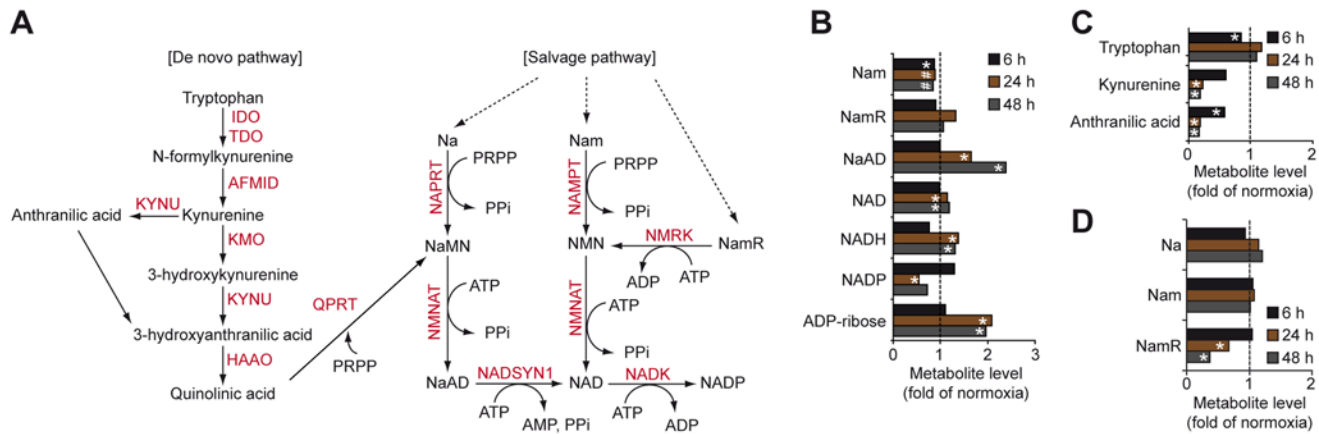 A
[De novo pathway]
[Salvage pathway]
Tryptophan
IDO
TDO
N-formylkynurenine
AFMID
Anthranilic acid
KYNU
Kynurenine
KMO
3-hydroxykynurenine
KYNU
3-hydroxyanthranilic acid
HAAO
Quinolinic acid
QPRT
PRPP
Na
NAPRT
PRPP
PPi
NaMN
NMNAT
ATP
PPi
NaAD
NADSYN1
ATP
AMP, PPi
Nam
NAMPT
PRPP
PPi
NMN
NMRK
NamR
ADP
ATP
NMNAT
ATP
PPi
NAD
NADK
NADP
ATP
ADP
B
6 h
24 h
48 h
Nam
*
#
#
NamR
NaAD
*
*
NAD
*
*
NADH
*
*
NADP
*
ADP-ribose
*
*
0
1
2
3
Metabolite level
(fold of normoxia)
C
6 h
24 h
48 h
Tryptophan
*
Kynurenine
*
*
Anthranilic acid
*
*
*
0
1
2
Metabolite level
(fold of normoxia)
D
Na
Nam
NamR
*
*
6 h
24 h
48 h
0
1
2
Metabolite level
(fold of normoxia)